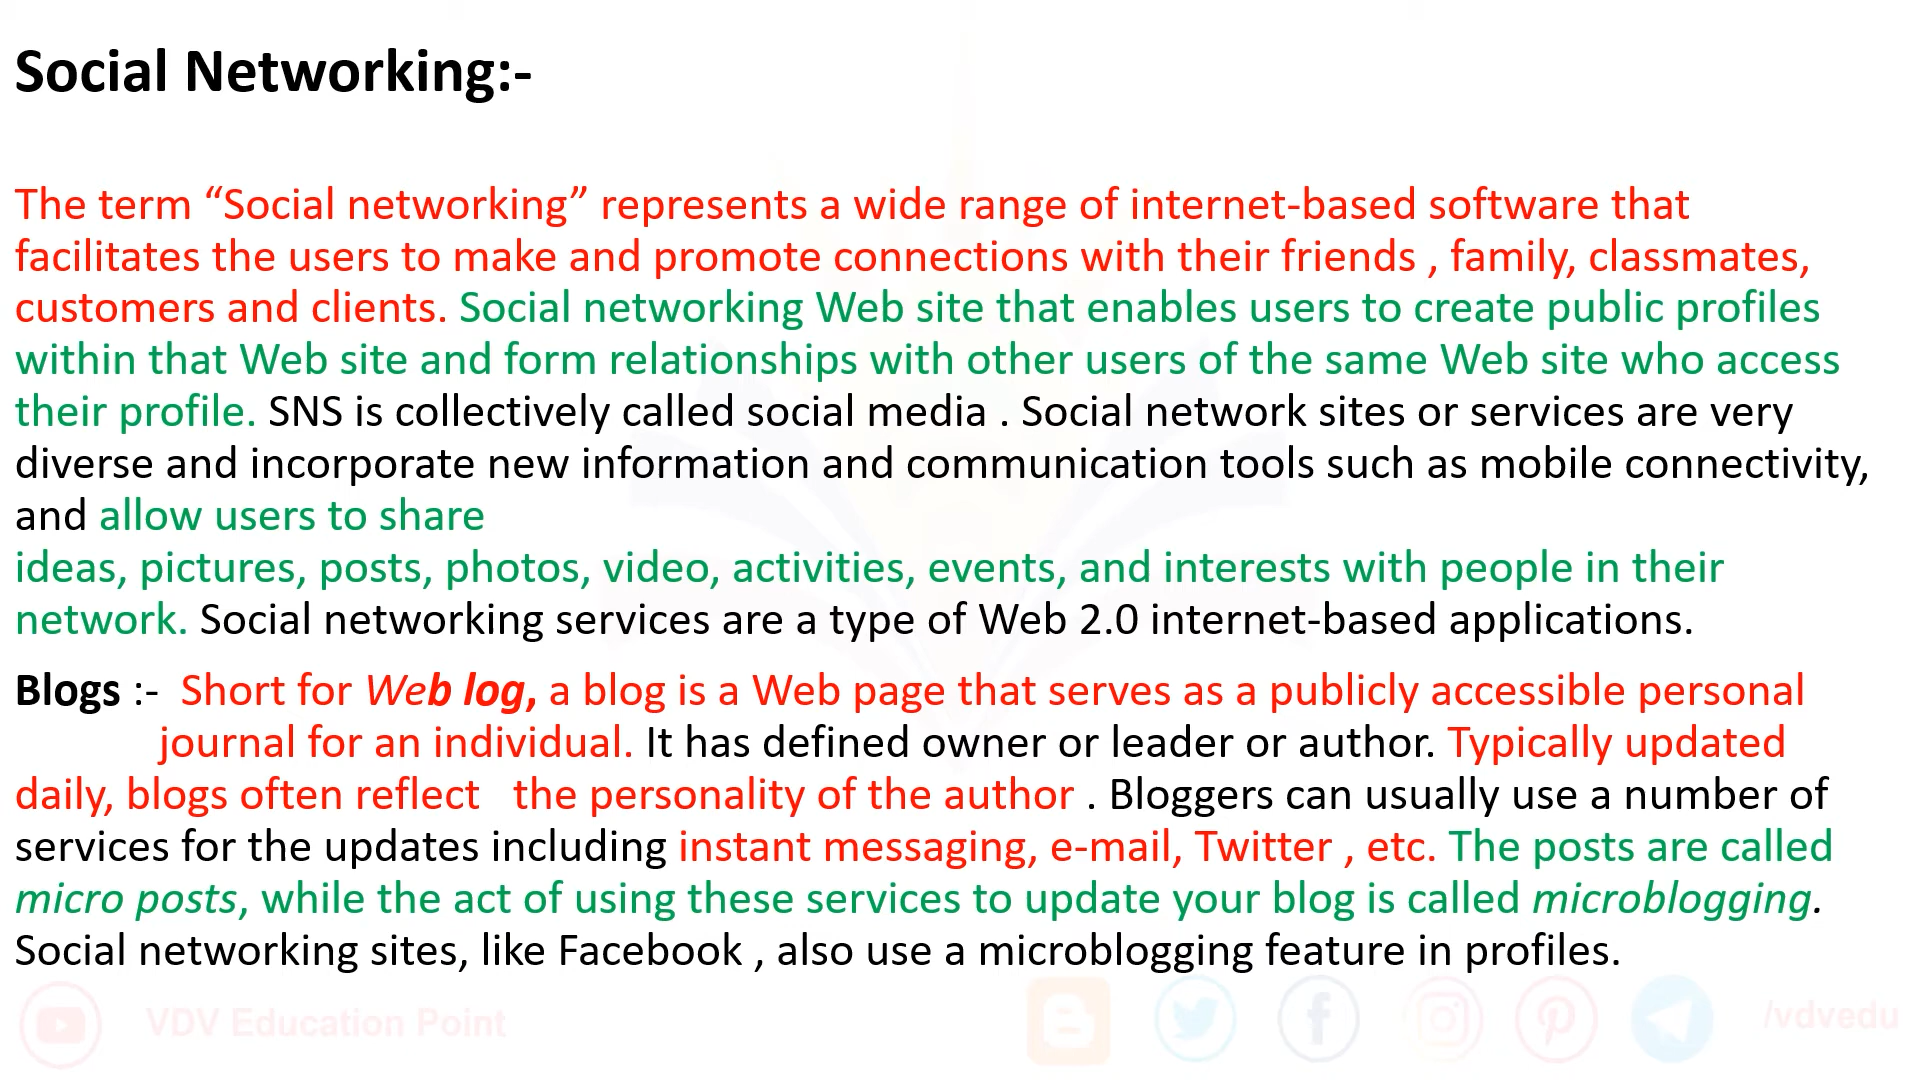 Social Networking:-
The term “Social networking” represents a wide range of internet-based software that
facilitates the users to make and promote connections with their friends , family, classmates,
customers and clients. Social networking Web site that enables users to create public profiles
within that Web site and form relationships with other users of the same Web site who access
their profile. SNS is collectively called social media . Social network sites or services are very
diverse and incorporate new information and communication tools such as mobile connectivity,
and allow users to share
ideas, pictures, posts, photos, video, activities, events, and interests with people in their
network. Social networking services are a type of Web 2.0 internet-based applications.
Blogs :- Short for Web log, a blog is a Web page that serves as a publicly accessible personal
journal for an individual. It has defined owner or leader or author. Typically updated
daily, blogs often reflect the personality of the author . Bloggers can usually use a number of
services for the updates including instant messaging, e-mail, Twitter , etc. The posts are called
micro posts, while the act of using these services to update your blog is called microblogging.
Social networking sites, like Facebook , also use a microblogging feature in profiles.
VDV Education Point /vdvedu